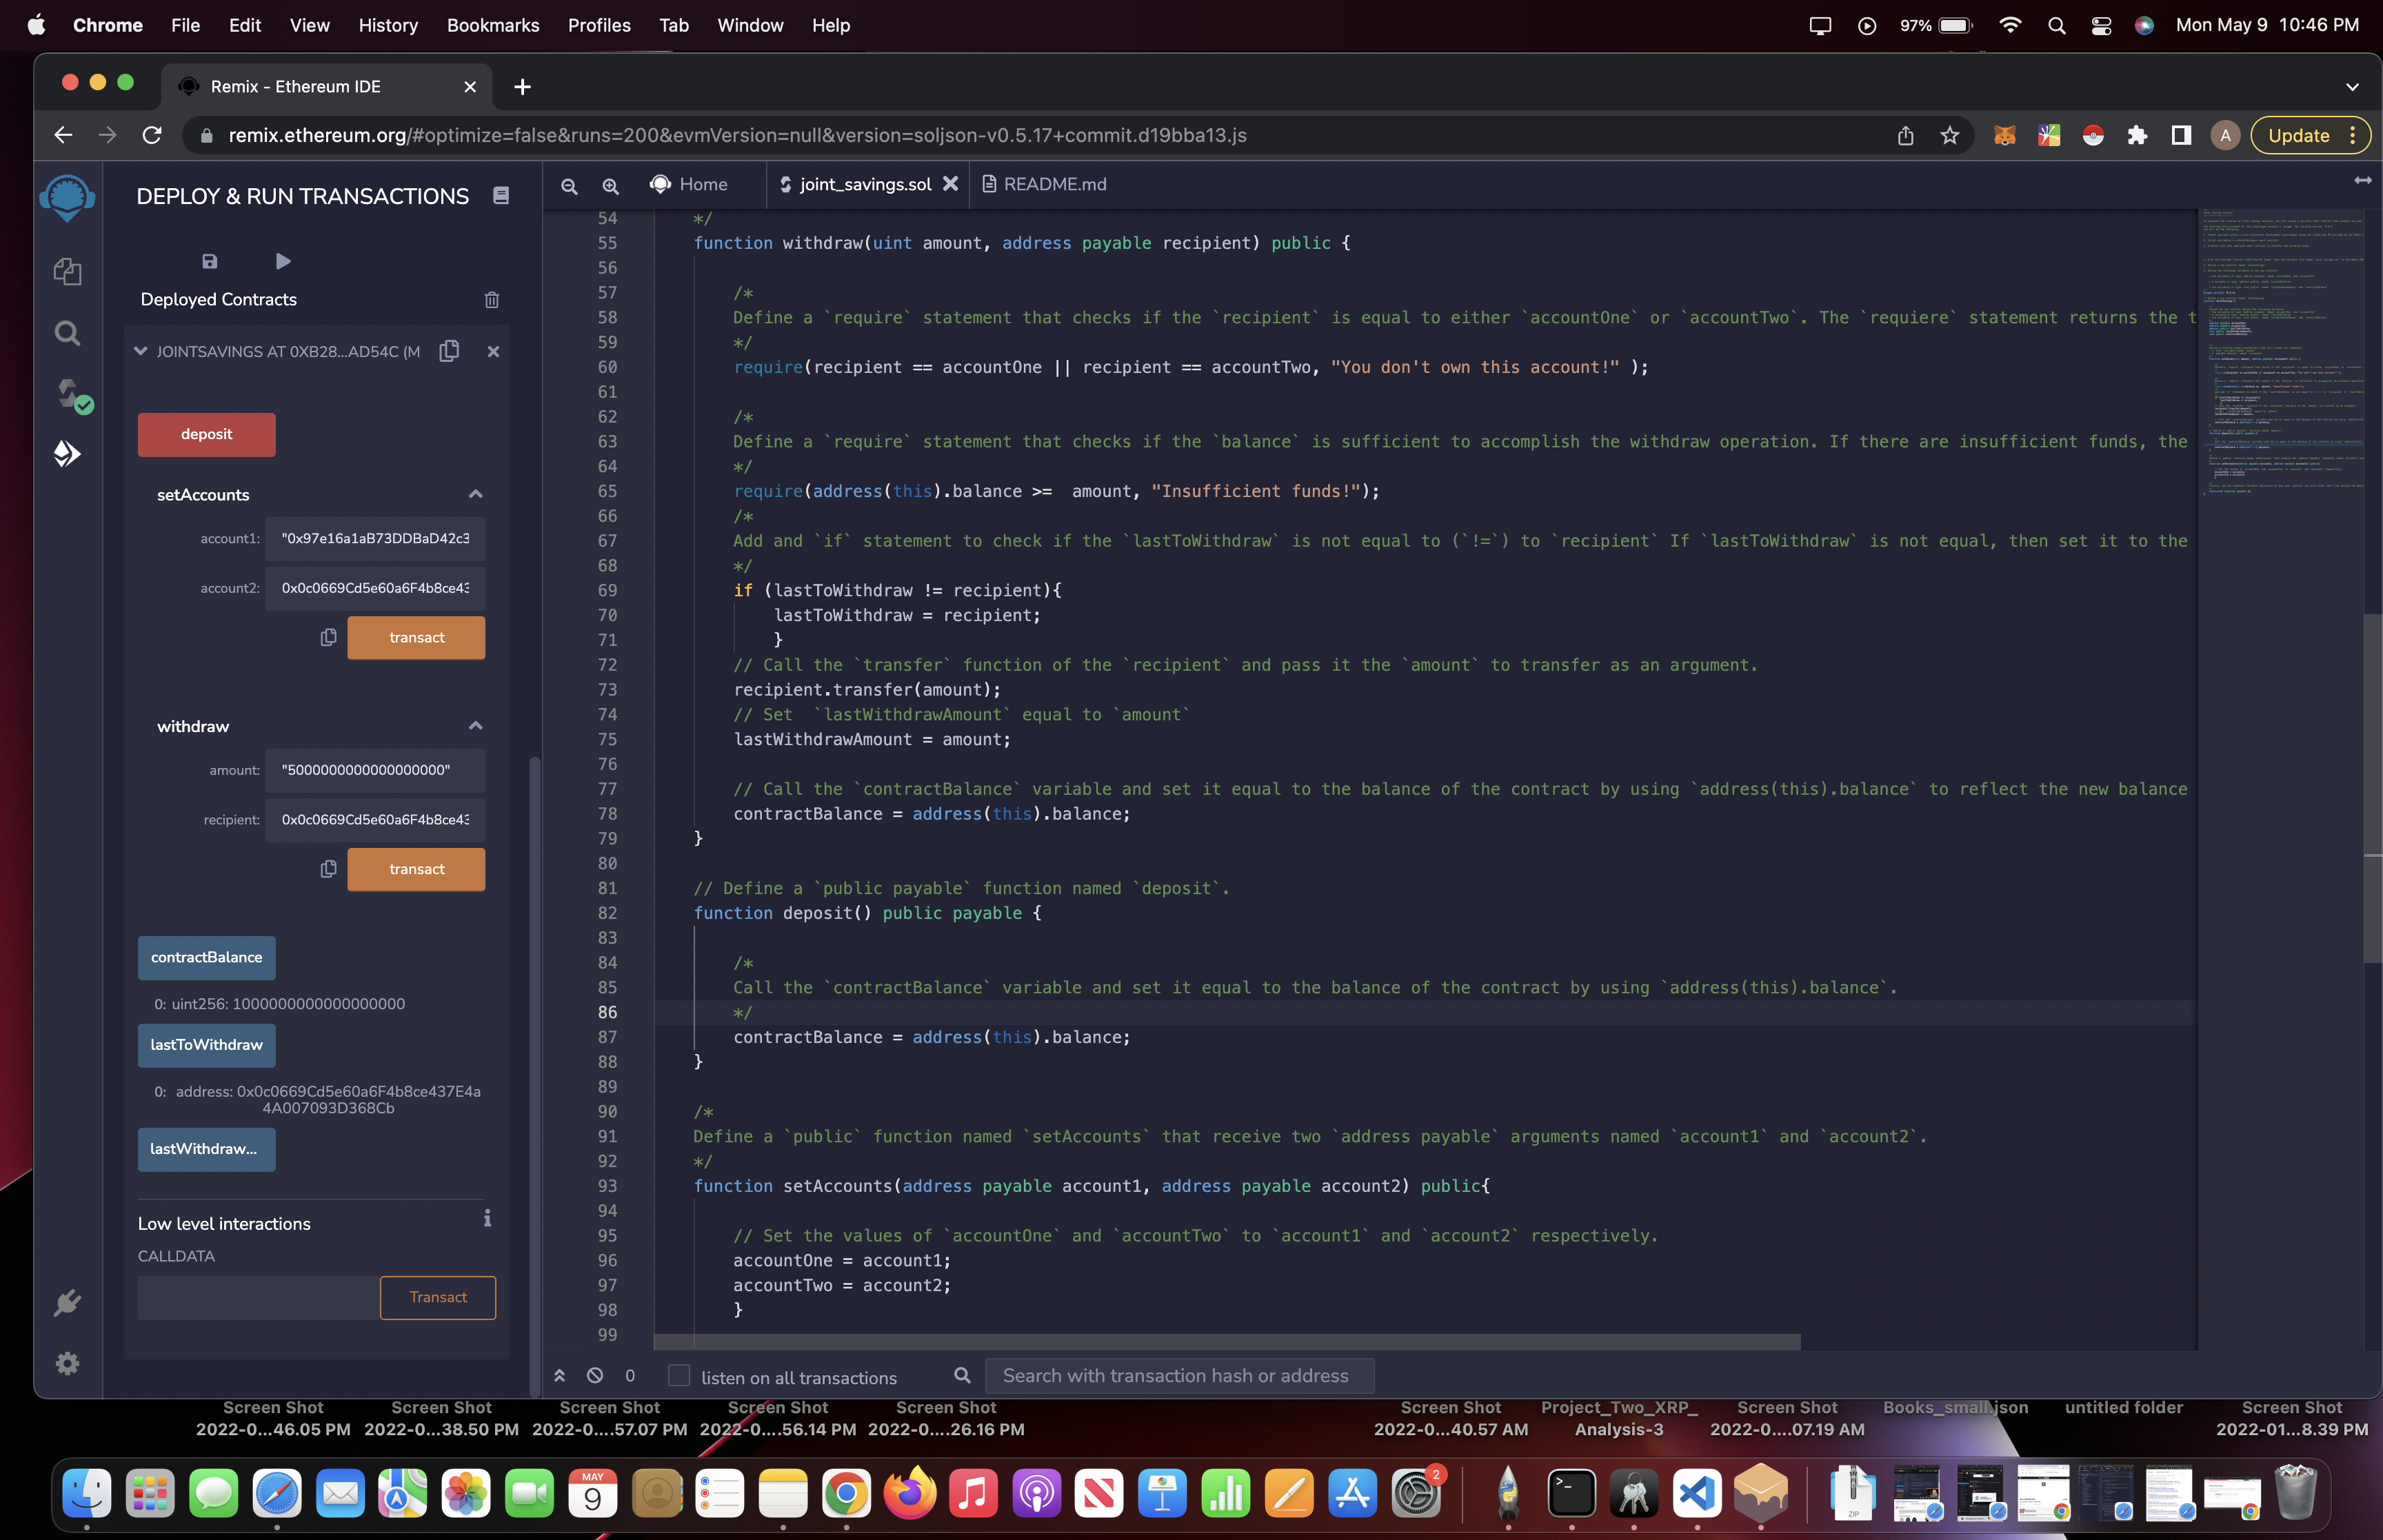 Chrome File Edit View History Bookmarks Profiles Tab Window Help 97% Mon May 9 10:46 PM
Remix - Ethereum IDE
remix.ethereum.org/#optimize=false&runs=200&evmVersion=null&version=soljson-v0.5.17+commit.d19bba13.js
A Update
DEPLOY & RUN TRANSACTIONS
Deployed Contracts
JOINTSAVINGS AT 0XB28...AD54C (M
deposit
setAccounts
account1: "0x97e16a1aB73DDBaD42c3
account2: 0x0c0669Cd5e60a6F4b8ce43
transact
withdraw
amount: "5000000000000000000"
recipient: 0x0c0669Cd5e60a6F4b8ce43
transact
contractBalance
0: uint256: 1000000000000000000
lastToWithdraw
0: address: 0x0c0669Cd5e60a6F4b8ce437E4a
4A007093D368Cb
lastWithdraw...
Low level interactions
CALLDATA
Transact
Home joint_savings.sol README.md
54 */
55 function withdraw(uint amount, address payable recipient) public {
56
57 /*
58 Define a `require` statement that checks if the `recipient` is equal to either `accountOne` or `accountTwo`. The `requiere` statement returns the t
59 */
60 require(recipient == accountOne || recipient == accountTwo, "You don't own this account!" );
61
62 /*
63 Define a `require` statement that checks if the `balance` is sufficient to accomplish the withdraw operation. If there are insufficient funds, the
64 */
65 require(address(this).balance >=  amount, "Insufficient funds!");
66 /*
67 Add and `if` statement to check if the `lastToWithdraw` is not equal to (`!=`) to `recipient` If `lastToWithdraw` is not equal, then set it to the
68 */
69 if (lastToWithdraw != recipient){
70 lastToWithdraw = recipient;
71 }
72 // Call the `transfer` function of the `recipient` and pass it the `amount` to transfer as an argument.
73 recipient.transfer(amount);
74 // Set  `lastWithdrawAmount` equal to `amount`
75 lastWithdrawAmount = amount;
76
77 // Call the `contractBalance` variable and set it equal to the balance of the contract by using `address(this).balance` to reflect the new balance
78 contractBalance = address(this).balance;
79 }
80
81 // Define a `public payable` function named `deposit`.
82 function deposit() public payable {
83
84 /*
85 Call the `contractBalance` variable and set it equal to the balance of the contract by using `address(this).balance`.
86 */
87 contractBalance = address(this).balance;
88 }
89
90 /*
91 Define a `public` function named `setAccounts` that receive two `address payable` arguments named `account1` and `account2`.
92 */
93 function setAccounts(address payable account1, address payable account2) public{
94
95 // Set the values of `accountOne` and `accountTwo` to `account1` and `account2` respectively.
96 accountOne = account1;
97 accountTwo = account2;
98 }
99
0 listen on all transactions Search with transaction hash or address
Screen Shot Screen Shot Screen Shot Screen Shot Screen Shot Screen Shot Project_Two_XRP_ Screen Shot Books_small.json untitled folder Screen Shot
2022-0...46.05 PM 2022-0...38.50 PM 2022-0....57.07 PM 2022-0...56.14 PM 2022-0...26.16 PM 2022-0...40.57 AM Analysis-3 2022-0....07.19 AM 2022-01...8.39 PM
MAY
9
2
ZIP